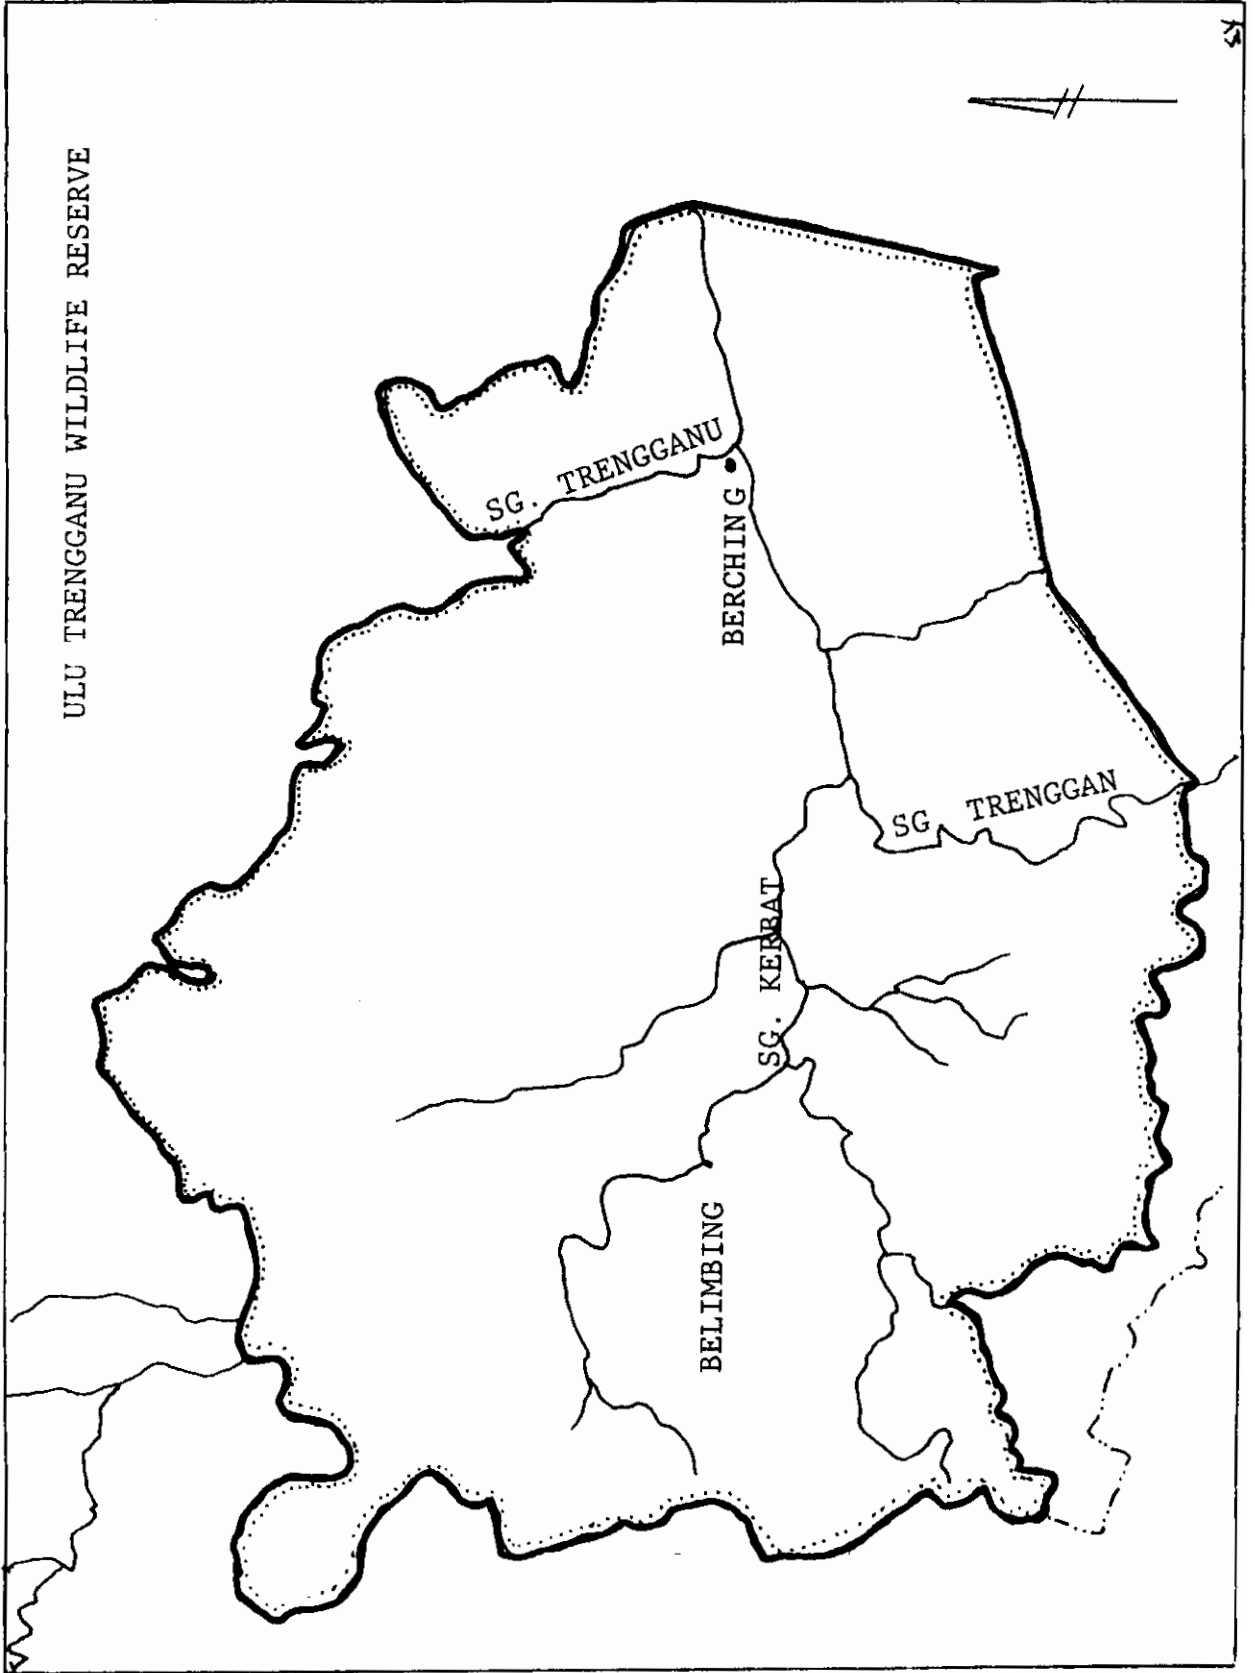 ULU TRENGGANU WILDLIFE RESERVE
SG. TRENGGANU
BERCHING
SG. KERBAT
SG TRENGGAN
BELIMBING